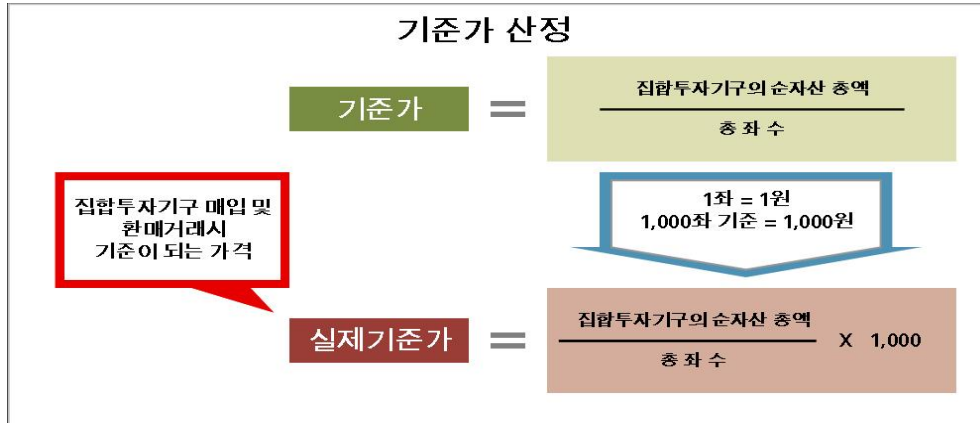 기준가 산정
기준가 = 집합투자기구의 순자산 총액
총 좌 수
집합투자기구 매입 및
환매거래시
기준이 되는 가격
1좌 = 1원
1,000좌 기준 = 1,000원
실제기준가 = 집합투자기구의 순자산 총액
총 좌 수
X 1,000